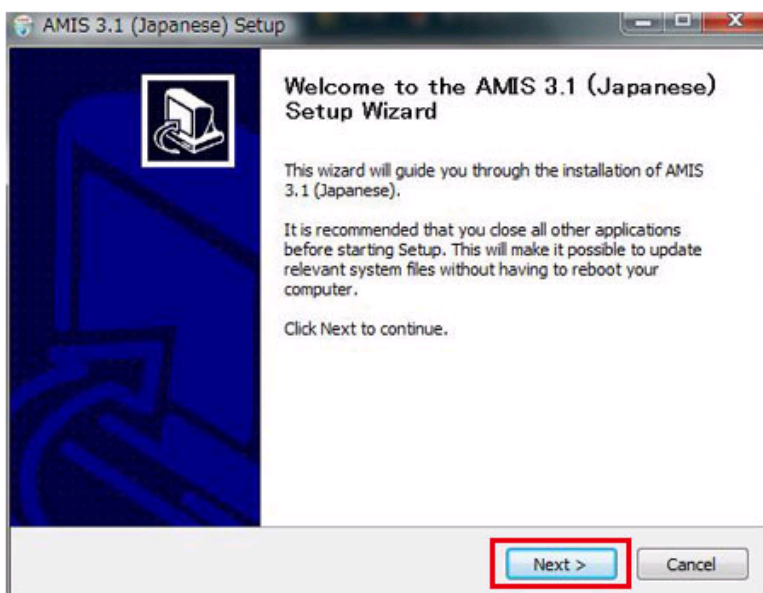 AMIS 3.1 (Japanese) Setup
Welcome to the AMIS 3.1 (Japanese)
Setup Wizard
This wizard will guide you through the installation of AMIS
3.1 (Japanese).
It is recommended that you close all other applications
before starting Setup. This will make it possible to update
relevant system files without having to reboot your
computer.
Click Next to continue.
Next >
Cancel